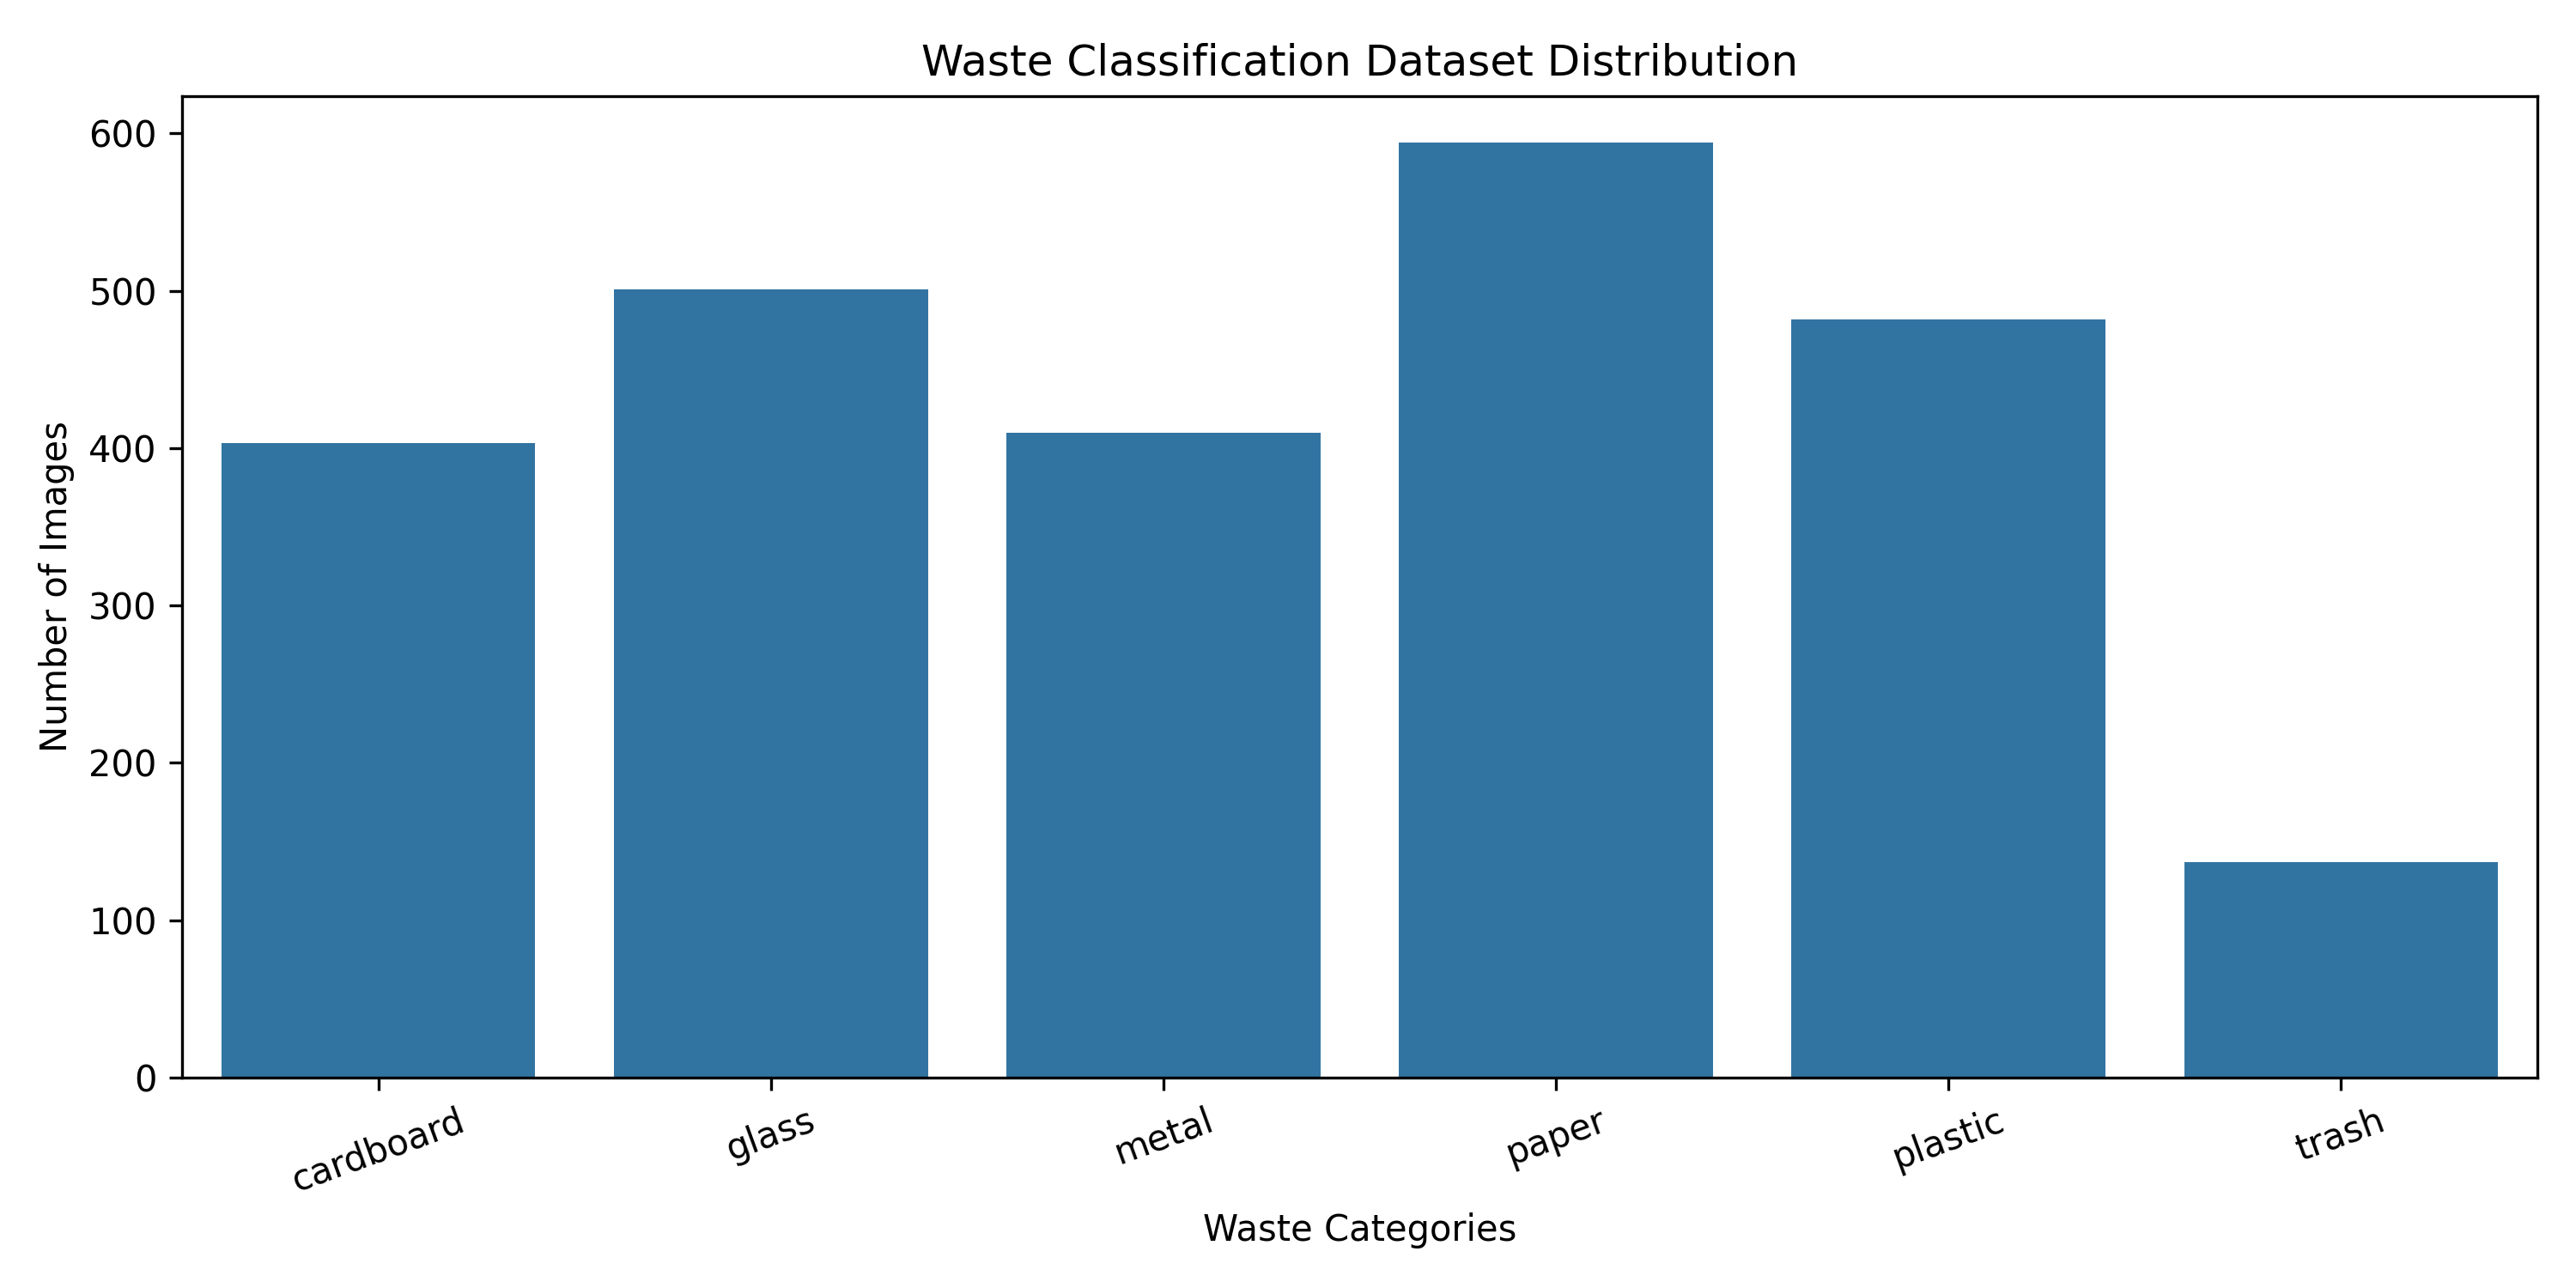 Waste Classification Dataset Distribution
600
500
400
300
200
100
0
Number of Images
cardboard
glass
metal
paper
plastic
trash
Waste Categories